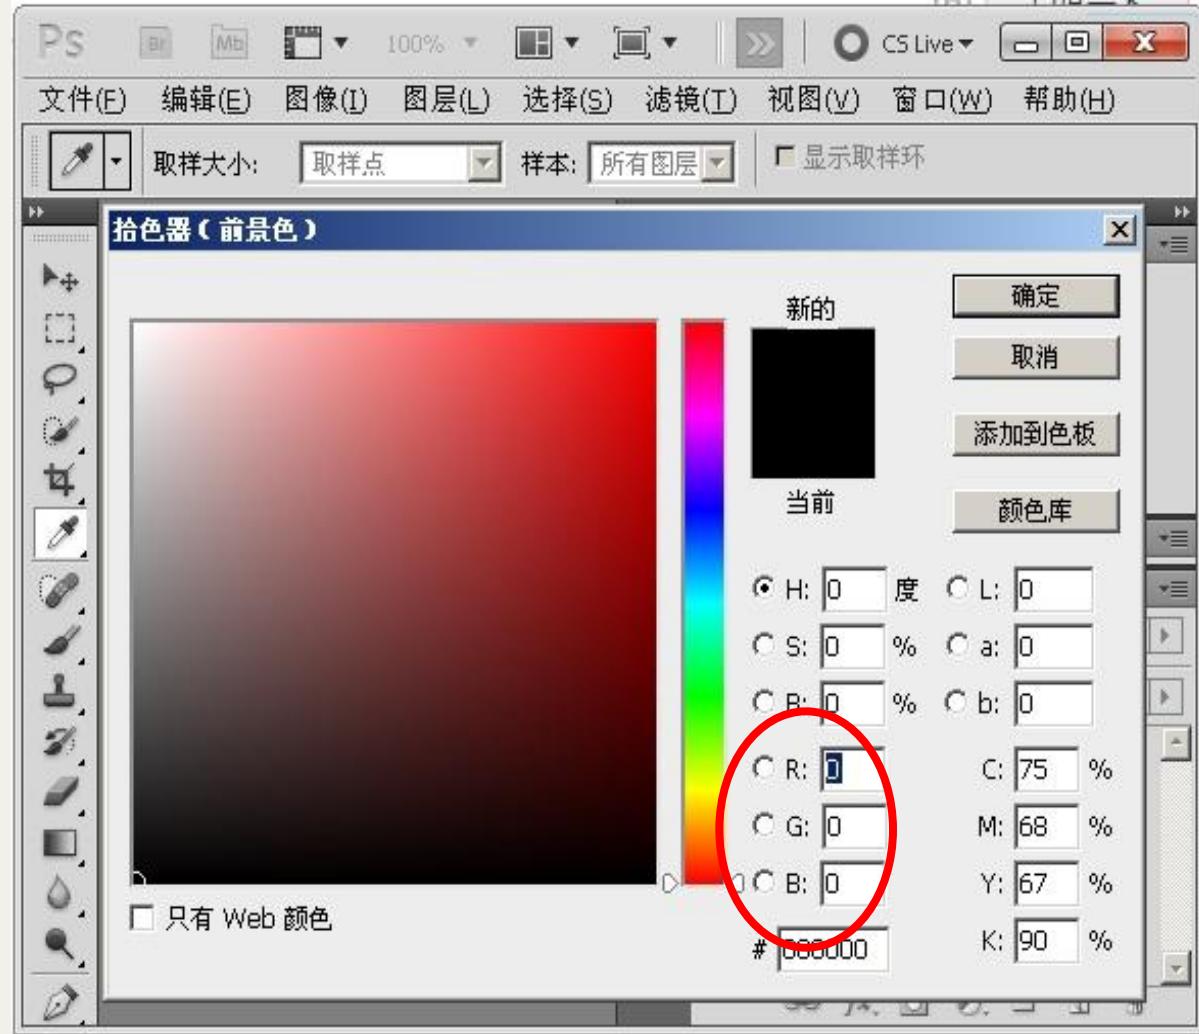 Ps Br Mb 100% CS Live
文件(F) 编辑(E) 图像(I) 图层(L) 选择(S) 滤镜(T) 视图(V) 窗口(W) 帮助(H)
取样大小: 取样点 样本: 所有图层 显示取样环
拾色器(前景色)
新的
确定
取消
添加到色板
当前
颜色库
H: 0 度 L: 0
S: 0 % a: 0
B: 0 % b: 0
R: 0 C: 75 %
G: 0 M: 68 %
B: 0 Y: 67 %
# 000000 K: 90 %
只有 Web 颜色